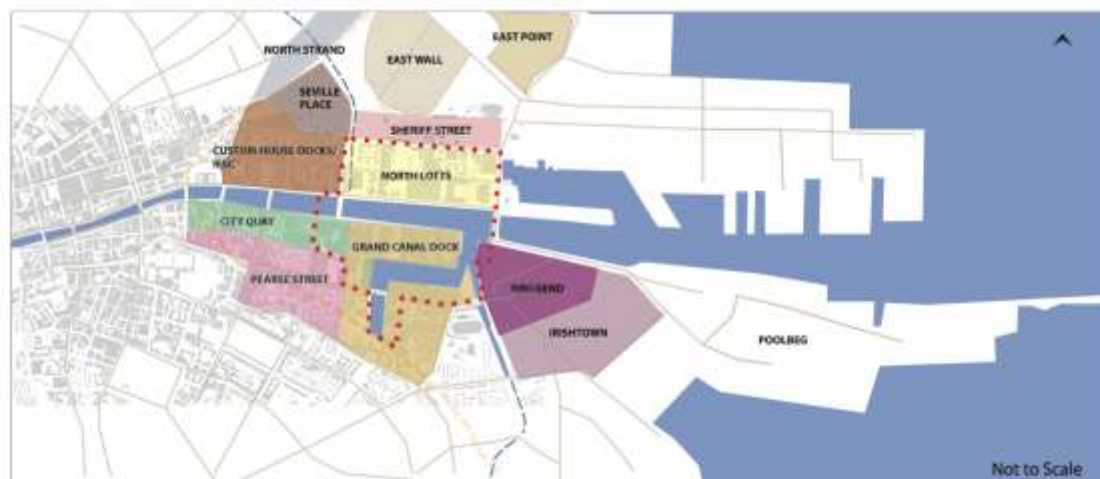 EAST POINT
NORTH STRAND
EAST WALL
SEVILLE
PLACE
SHERIFF STREET
CUSTOM HOUSE DOCKS/
IFSC
NORTH LOTTS
CITY QUAY
GRAND CANAL DOCK
PEARSE STREET
RINGSEND
IRISHTOWN
POOLBEG
Not to Scale